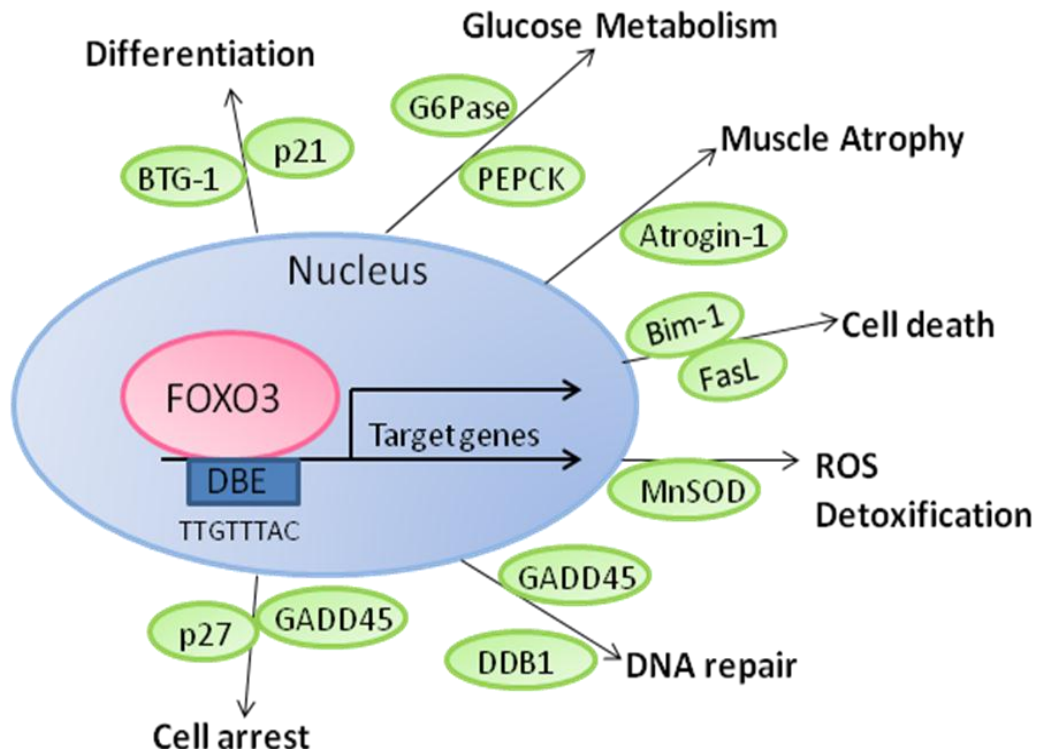 Glucose Metabolism
Differentiation
G6Pase
p21
Muscle Atrophy
BTG-1
PEPCK
Atrogin-1
Nucleus
Bim-1
Cell death
FasL
FOXO3
Target genes
DBE
TTGTTTAC
MnSOD
ROS
Detoxification
GADD45
GADD45
p27
DDB1
DNA repair
Cell arrest